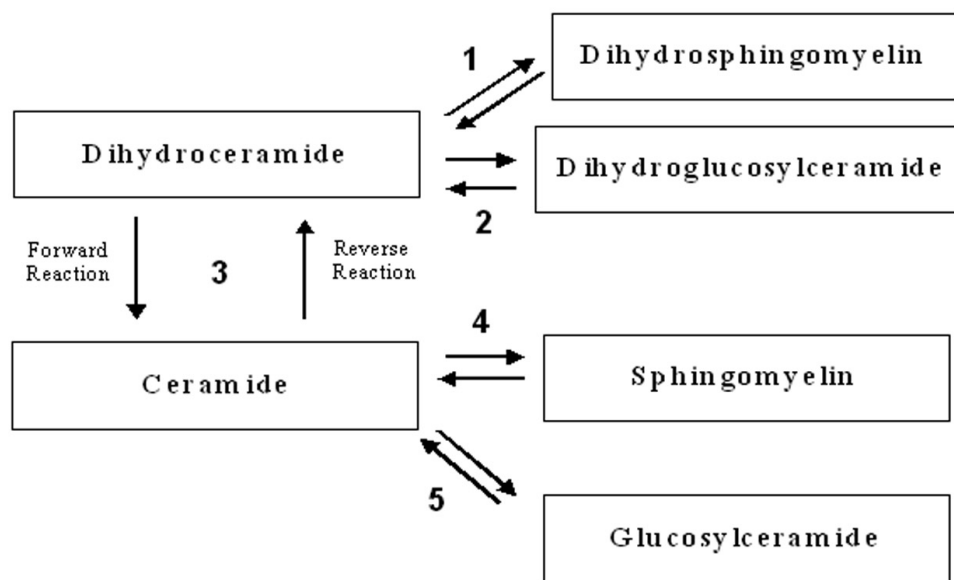 1
Dihydrosphingomyelin
Dihydroceramide
Dihydroglucosylceramide
2
Forward
Reaction
3
Reverse
Reaction
4
Ceramide
Sphingomyelin
5
Glucosylceramide